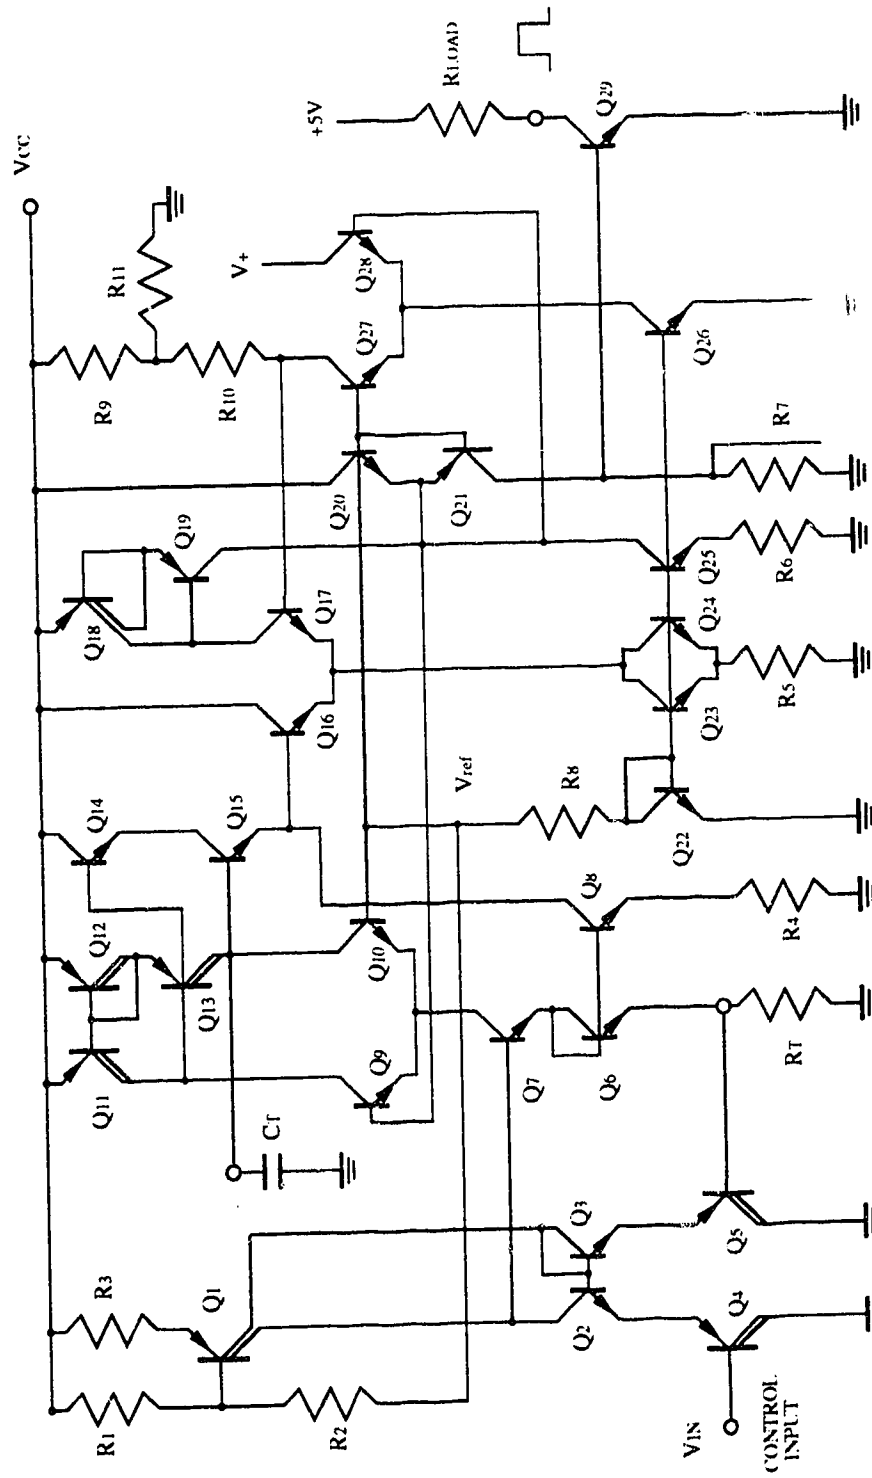 VCC
R1
R3
Q1
R2
CT
Q11
Q12
Q13
Q14
Q15
Q9
Q10
Q16
Q17
Q18
Q19
Q20
Q21
R9
R10
R11
V+
Q27
Q28
+5V
RLOAD
Q29
Vref
R8
Q22
Q23
Q24
Q25
Q26
R5
R6
R7
Q7
Q6
Q8
RT
R4
Q2
Q3
Q4
Q5
VIN
CONTROL
INPUT